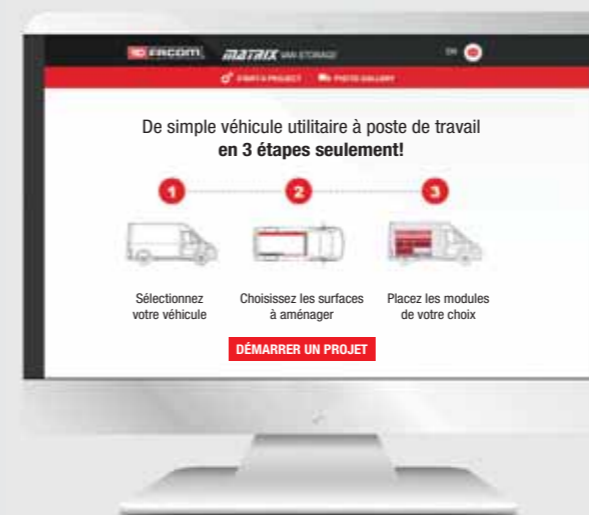 FACOM MATRIX VAN STORAGE EN
START A PROJECT PHOTO GALLERY
De simple véhicule utilitaire à poste de travail
en 3 étapes seulement!
1 2 3
Sélectionnez Choisissez les surfaces Placez les modules
votre véhicule à aménager de votre choix
DÉMARRER UN PROJET